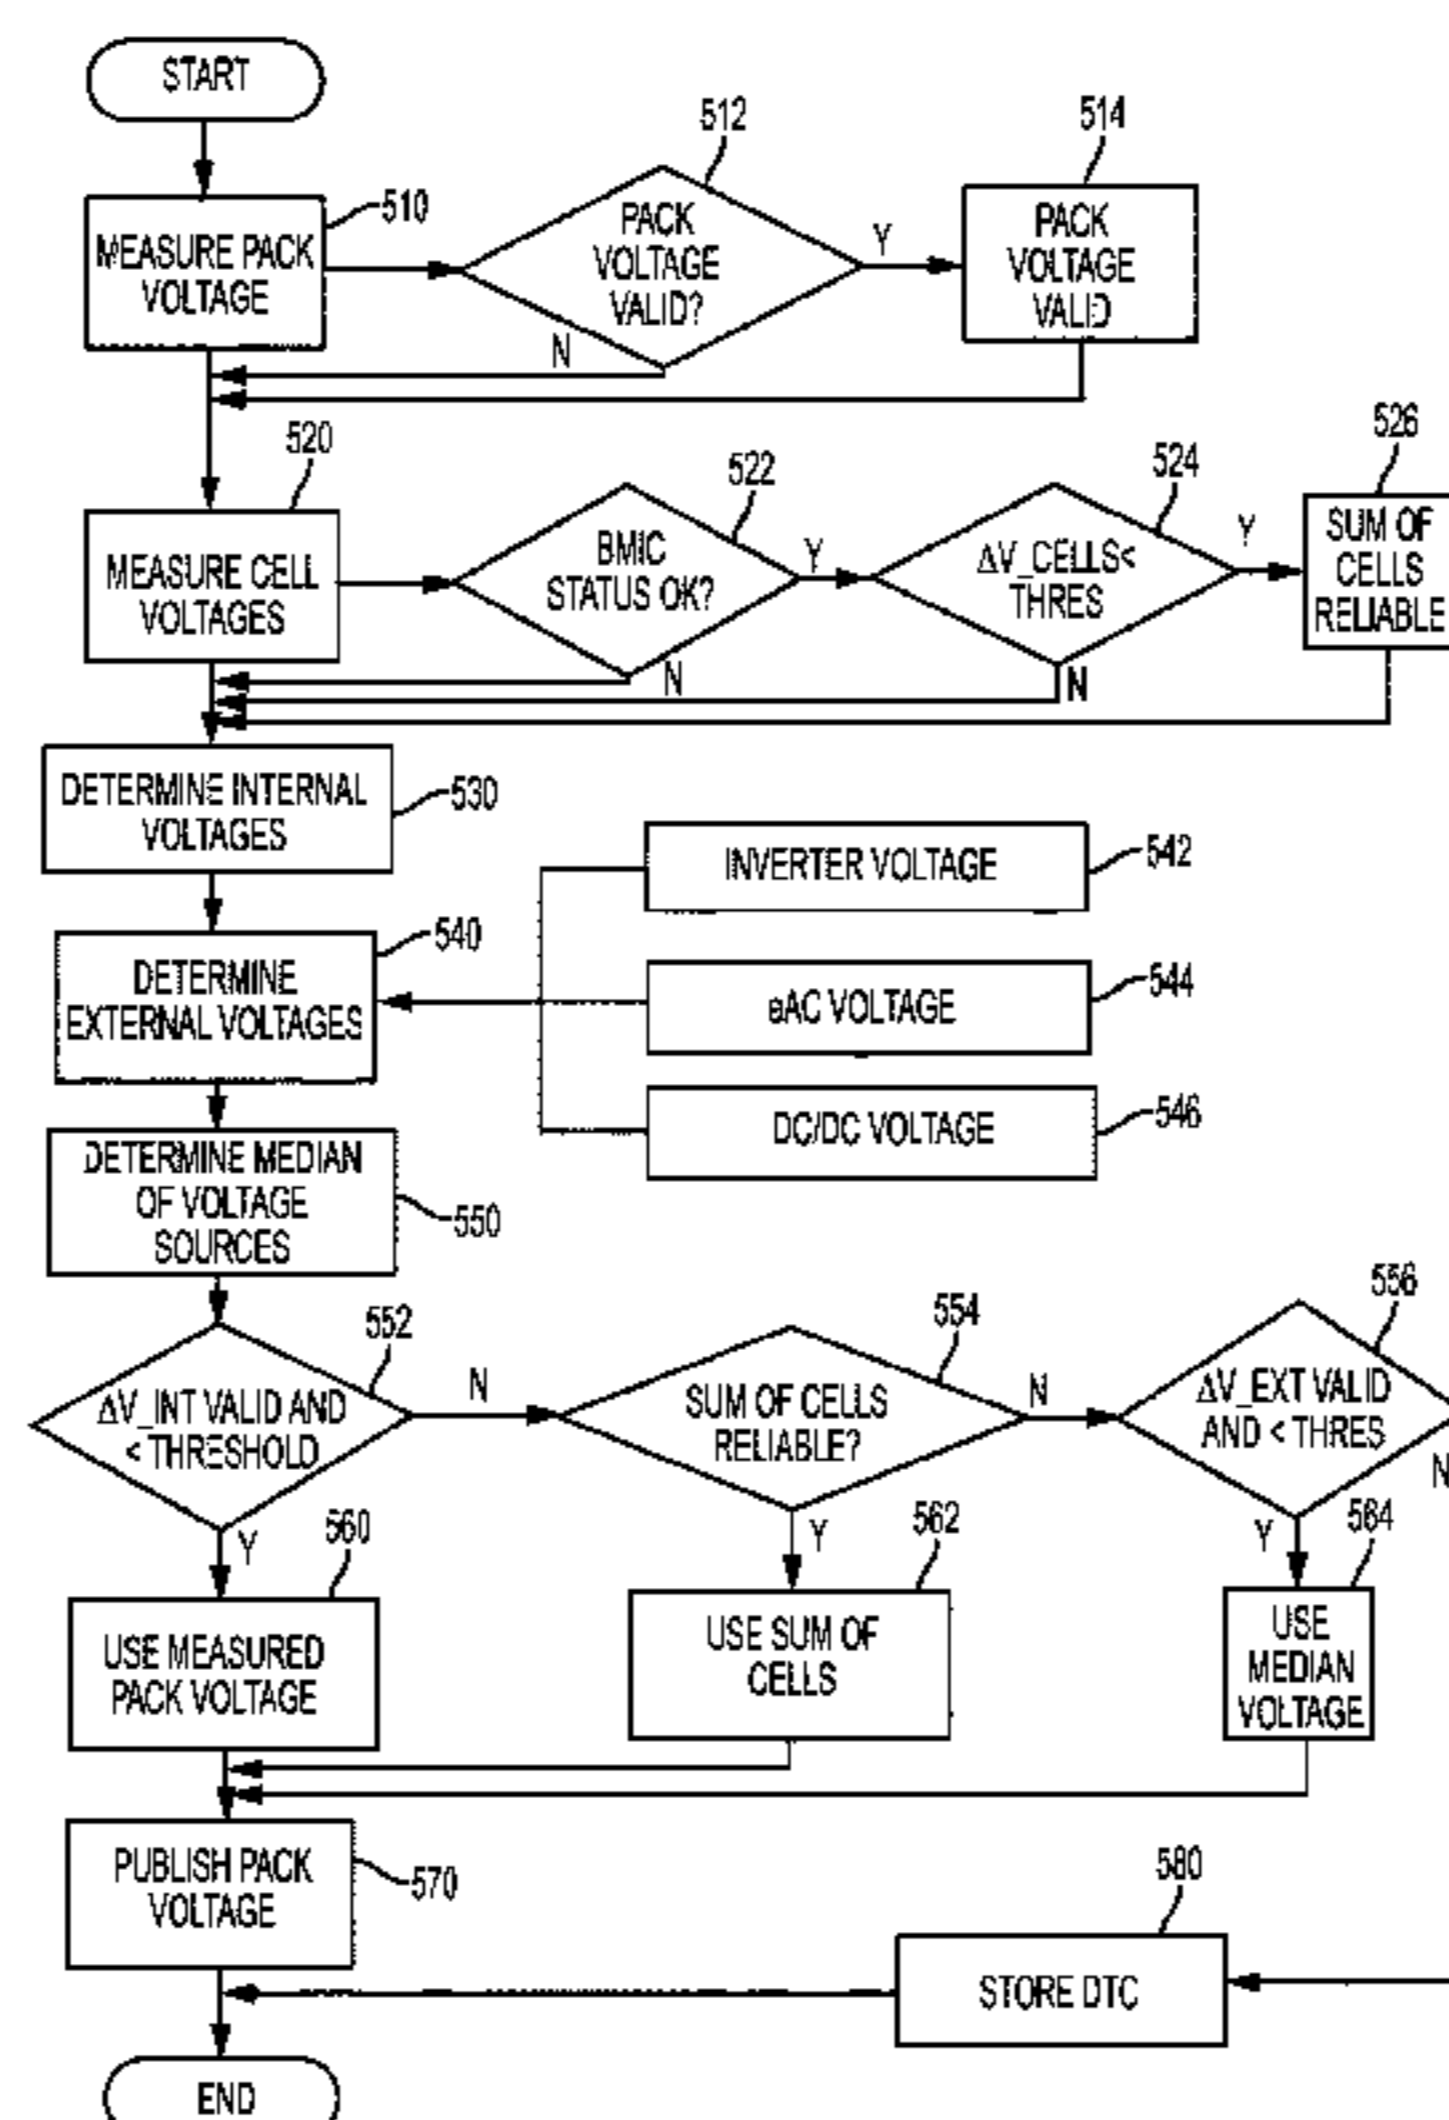 START
510
MEASURE PACK
VOLTAGE
512
PACK
VOLTAGE
VALID?
Y
N
514
PACK
VOLTAGE
VALID
520
MEASURE CELL
VOLTAGES
522
BMIC
STATUS OK?
Y
N
524
ΔV_CELLS<
THRES
Y
N
526
SUM OF
CELLS
RELIABLE
DETERMINE INTERNAL
VOLTAGES
530
540
DETERMINE
EXTERNAL VOLTAGES
INVERTER VOLTAGE
542
eAC VOLTAGE
544
DC/DC VOLTAGE
546
DETERMINE MEDIAN
OF VOLTAGE
SOURCES
550
552
ΔV_INT VALID AND
< THRESHOLD
N
Y
554
SUM OF CELLS
RELIABLE?
N
Y
556
ΔV_EXT VALID
AND < THRES
N
Y
560
USE MEASURED
PACK VOLTAGE
562
USE SUM OF
CELLS
564
USE
MEDIAN
VOLTAGE
PUBLISH PACK
VOLTAGE
570
580
STORE DTC
END